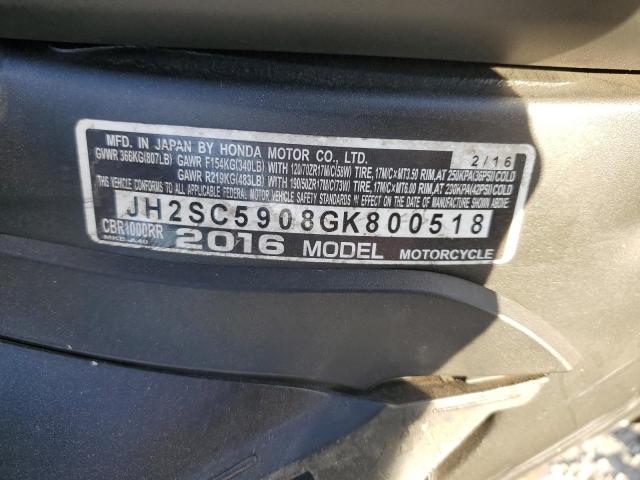 MFD. IN JAPAN BY HONDA MOTOR CO., LTD. 2/16
GVWR 366KG(807LB) GAWR F154KG(340LB) WITH 120/70ZR17M/C(58W) TIRE, 17M/C×MT3.50 RIM, AT 250KPA(36PSI)COLD
GAWR R219KG(483LB) WITH 190/50ZR17M/C(73W) TIRE, 17M/C×MT6.00 RIM, AT 230KPA(42PSI)COLD
THIS VEHICLE CONFORMS TO ALL APPLICABLE FEDERAL MOTOR VEHICLE SAFETY STANDARDS IN EFFECT ON THE DATE OF MANUFACTURE SHOWN ABOVE.
JH2SC5908GK800518
CBR1000RR 2016 MODEL MOTORCYCLE
MKF A40